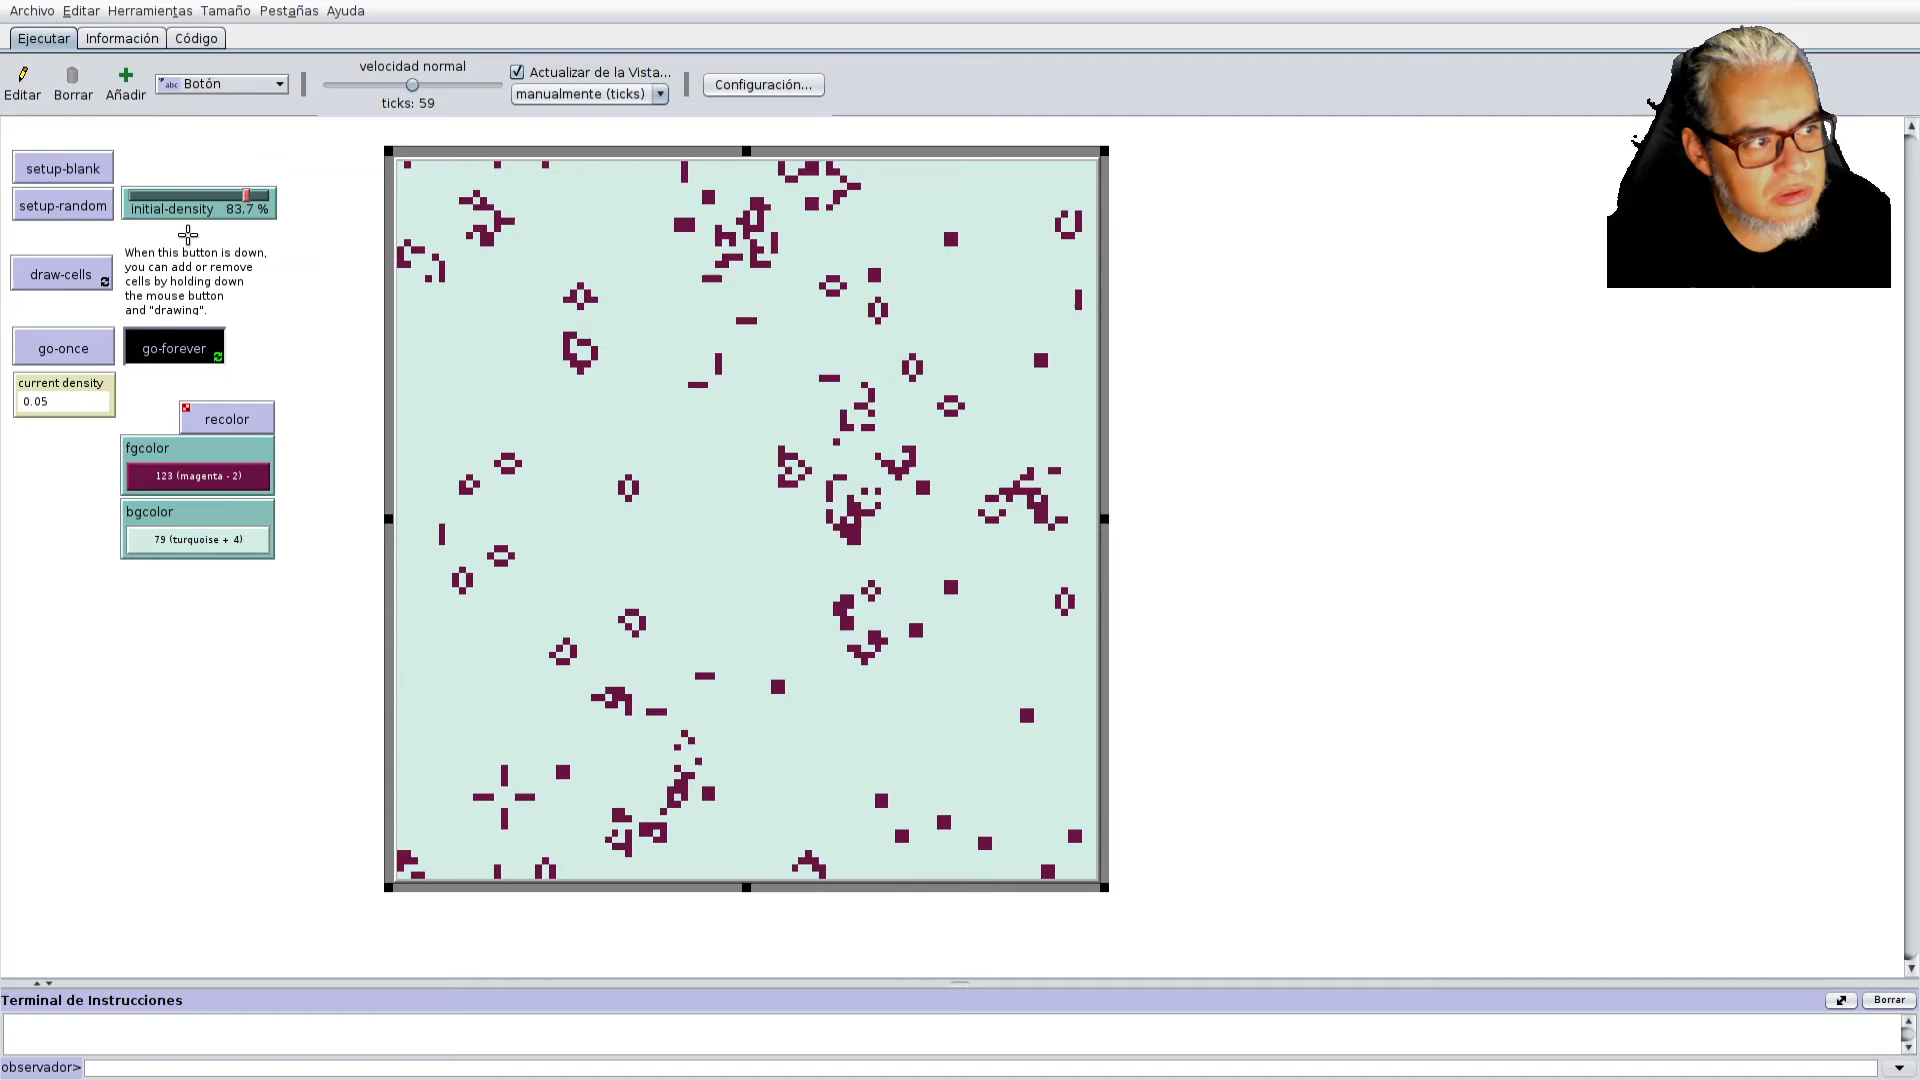 Archivo Editar Herramientas Tamaño Pestañas Ayuda
Ejecutar Información Código
Editar
Borrar
Añadir
abc Botón
velocidad normal
ticks: 59
Actualizar de la Vista...
manualmente (ticks)
Configuración...
setup-blank
setup-random
initial-density 83.7 %
draw-cells
When this button is down,
you can add or remove
cells by holding down
the mouse button
and "drawing".
go-once
go-forever
current density
0.05
recolor
fgcolor
123 (magenta - 2)
bgcolor
79 (turquoise + 4)
Terminal de Instrucciones
Borrar
observador>